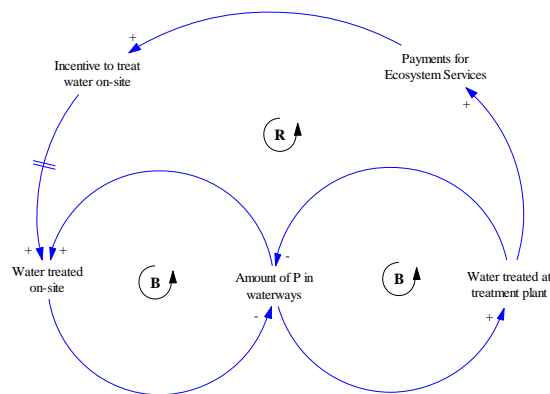 +
Incentive to treat
water on-site
Payments for
Ecosystem Services
+
R
+
+
-
Water treated
on-site
B
Amount of P in
waterways
-
B
Water treated at
treatment plant
+